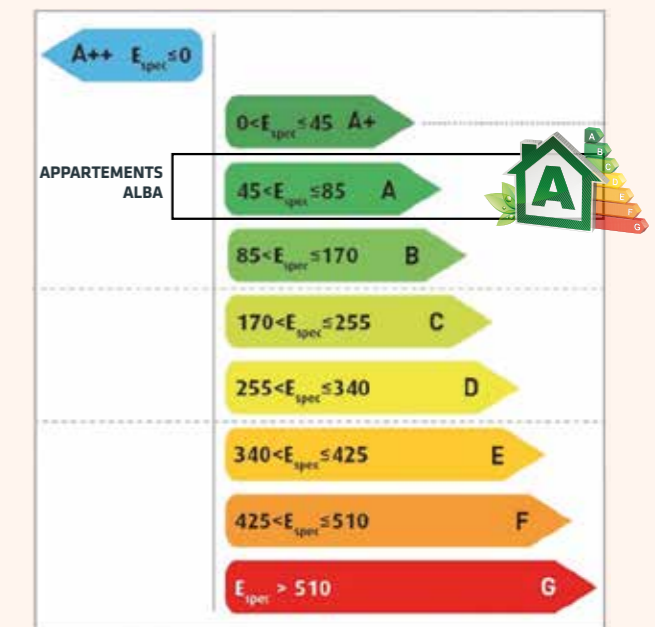 A++ Espec≤0
0<Espec≤45 A+
APPARTEMENTS
ALBA
45<Espec≤85 A
A
A
B
C
D
E
F
G
85<Espec≤170 B
170<Espec≤255 C
255<Espec≤340 D
340<Espec≤425 E
425<Espec≤510 F
Espec > 510 G